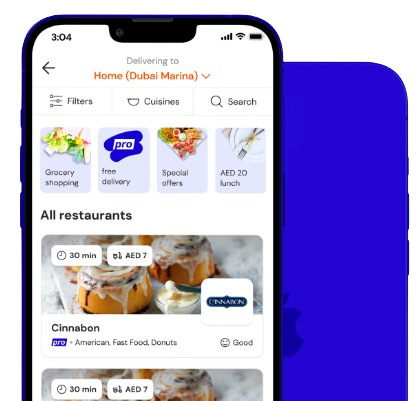 3:04
Delivering to
Home (Dubai Marina)
Filters
Cuisines
Search
Grocery
shopping
pro
free
delivery
Special
offers
AED 20
lunch
All restaurants
30 min
AED 7
CINNABON
Cinnabon
pro • American, Fast Food, Donuts
Good
30 min
AED 7